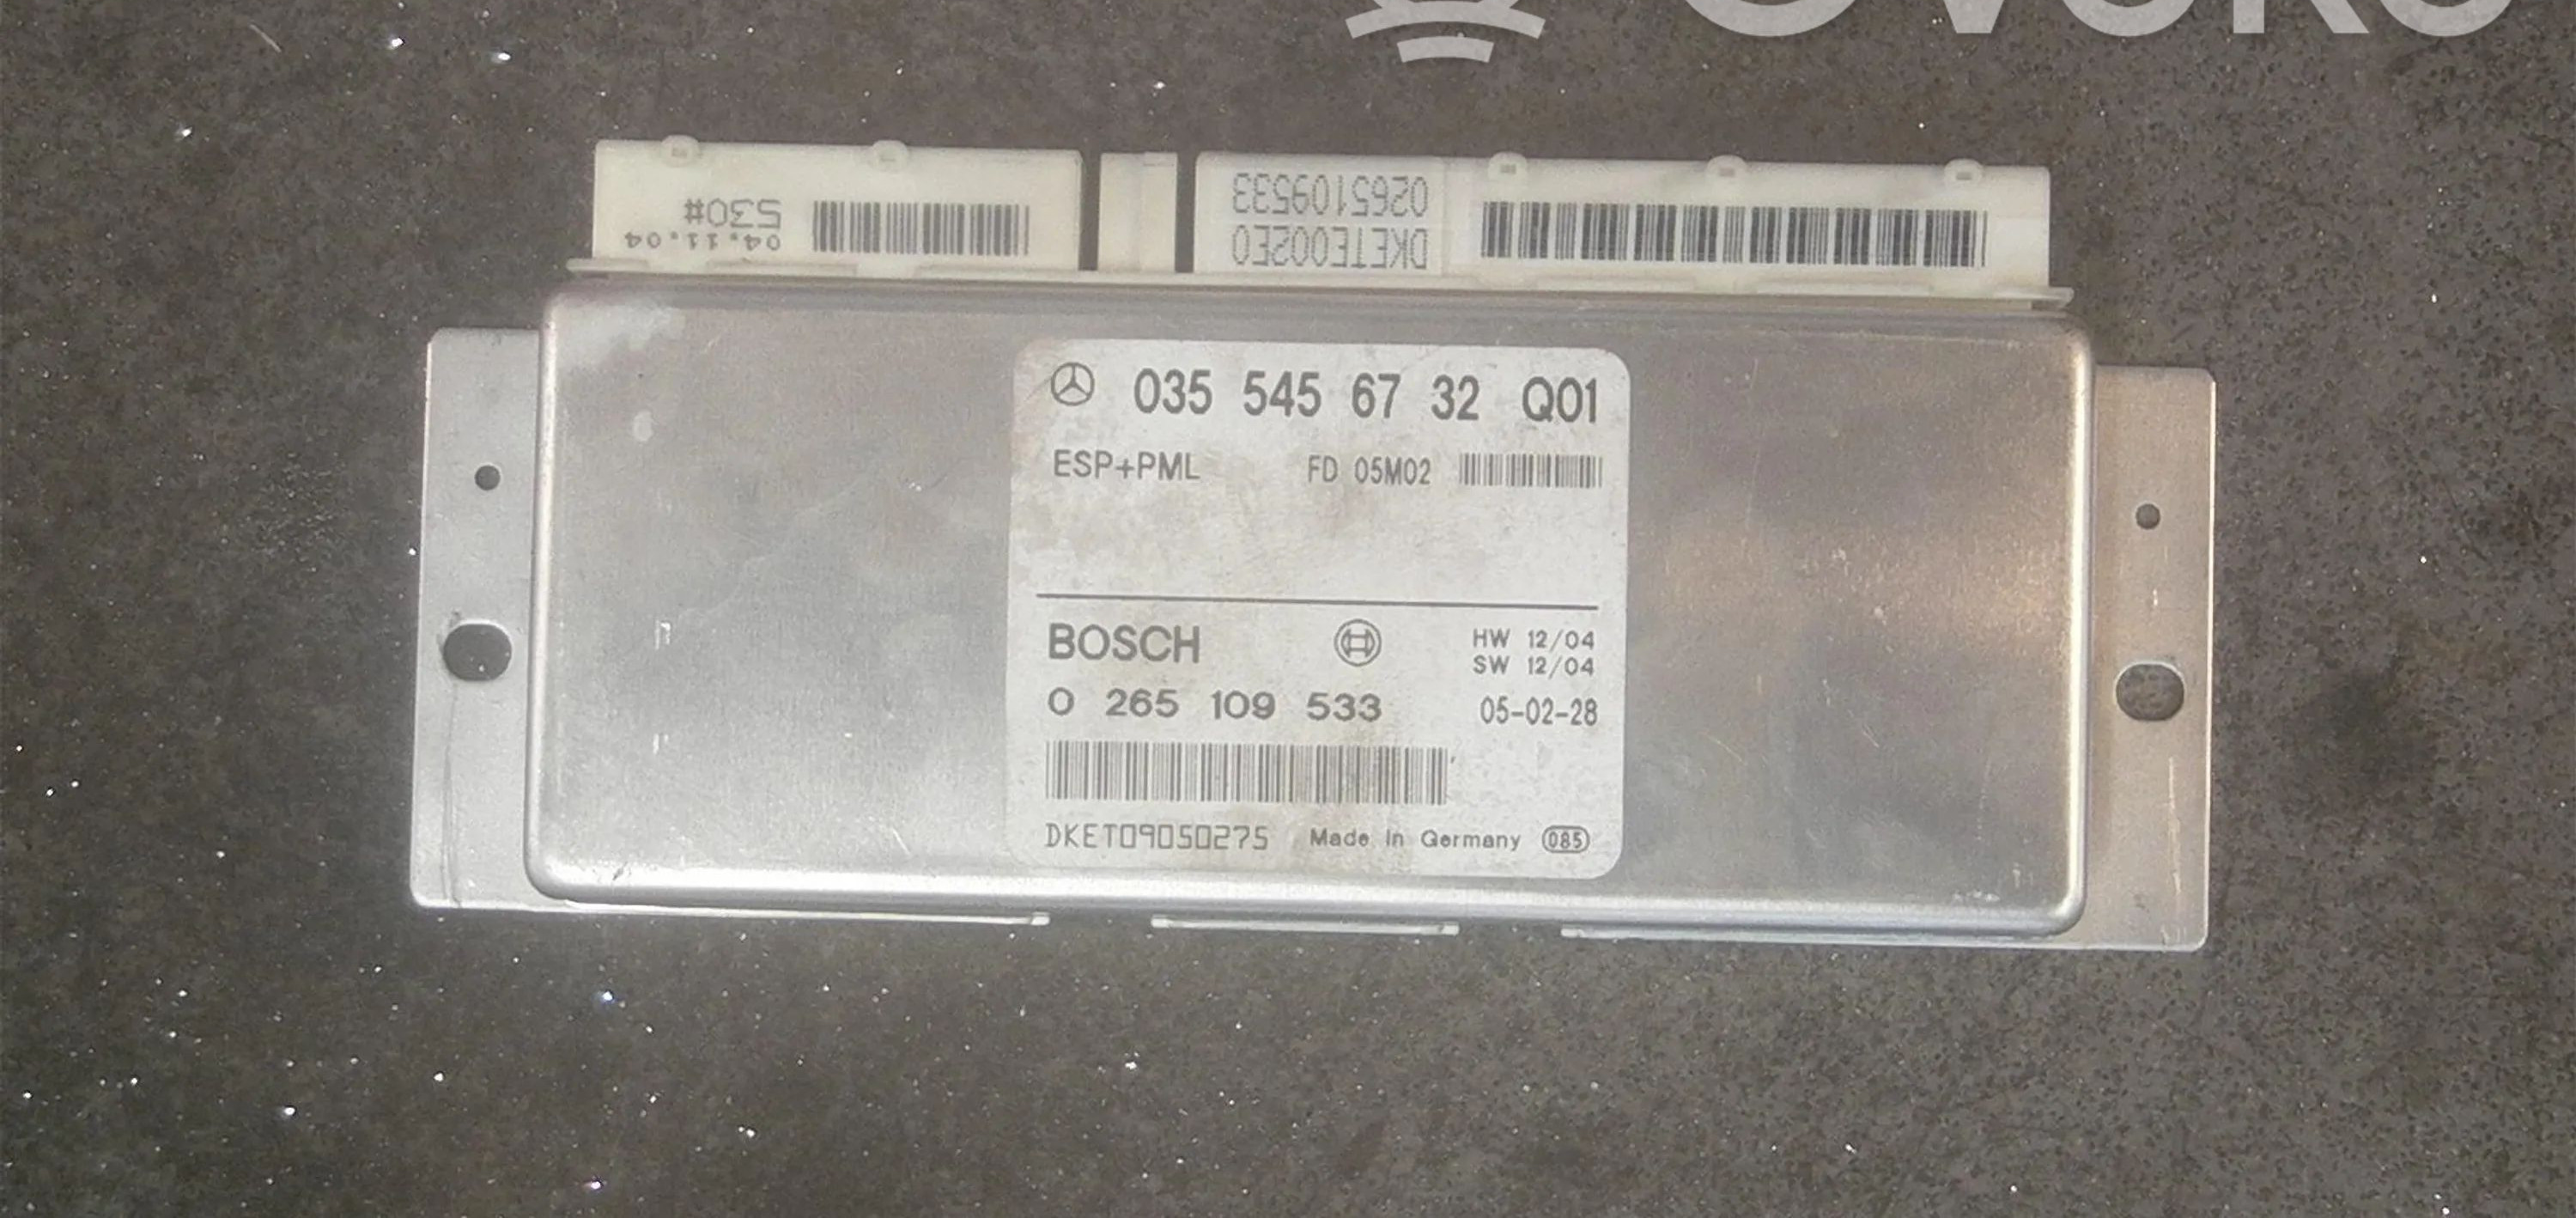 530#
04.11.04
0265109533
DKETE002E0
035 545 67 32 Q01
ESP+PML FD 05M02
BOSCH HW 12/04
SW 12/04
0 265 109 533 05-02-28
DKET09050275 Made in Germany 085